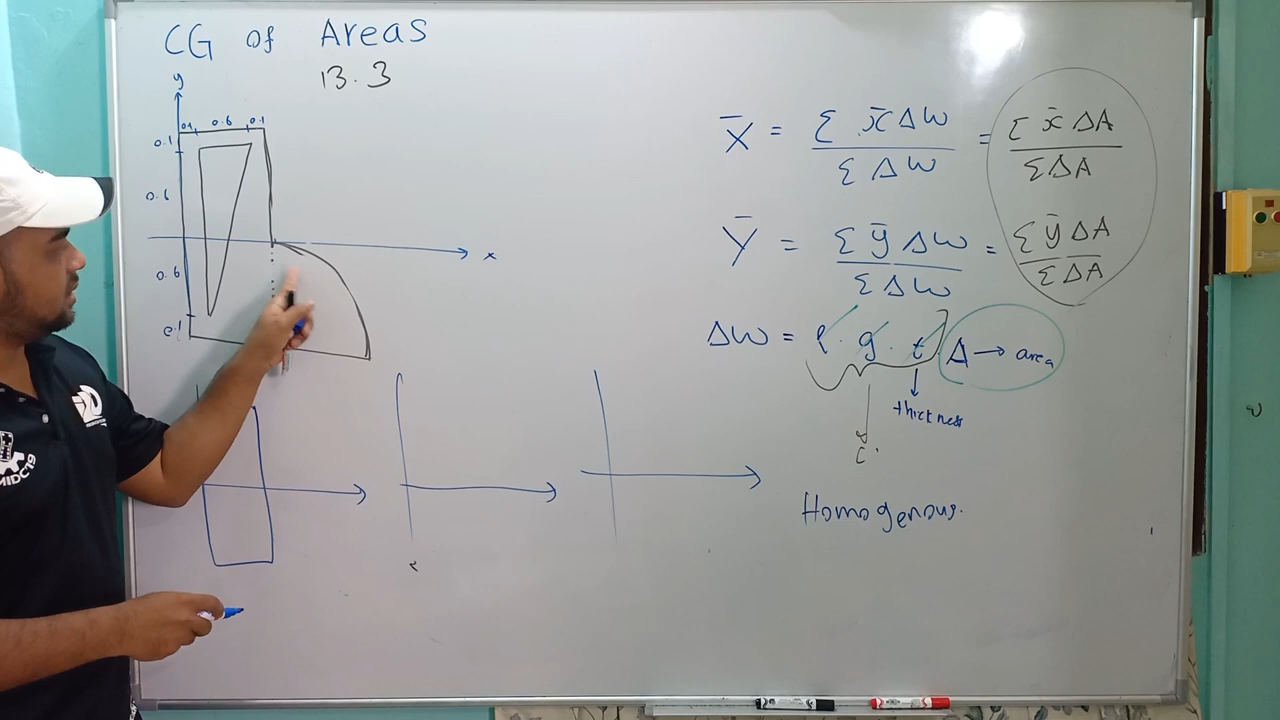 CG of Areas
13.3
y
0.1 0.6 0.1
0.1
0.6
x
0.6
0.1
X̄ = Σ x̄ ΔW / Σ ΔW = Σ x̄ ΔA / Σ ΔA
Ȳ = Σ ȳ ΔW / Σ ΔW = Σ ȳ ΔA / Σ ΔA
ΔW = ρ . g . t A → area
thickness
C
Homogenous.
MIDC19